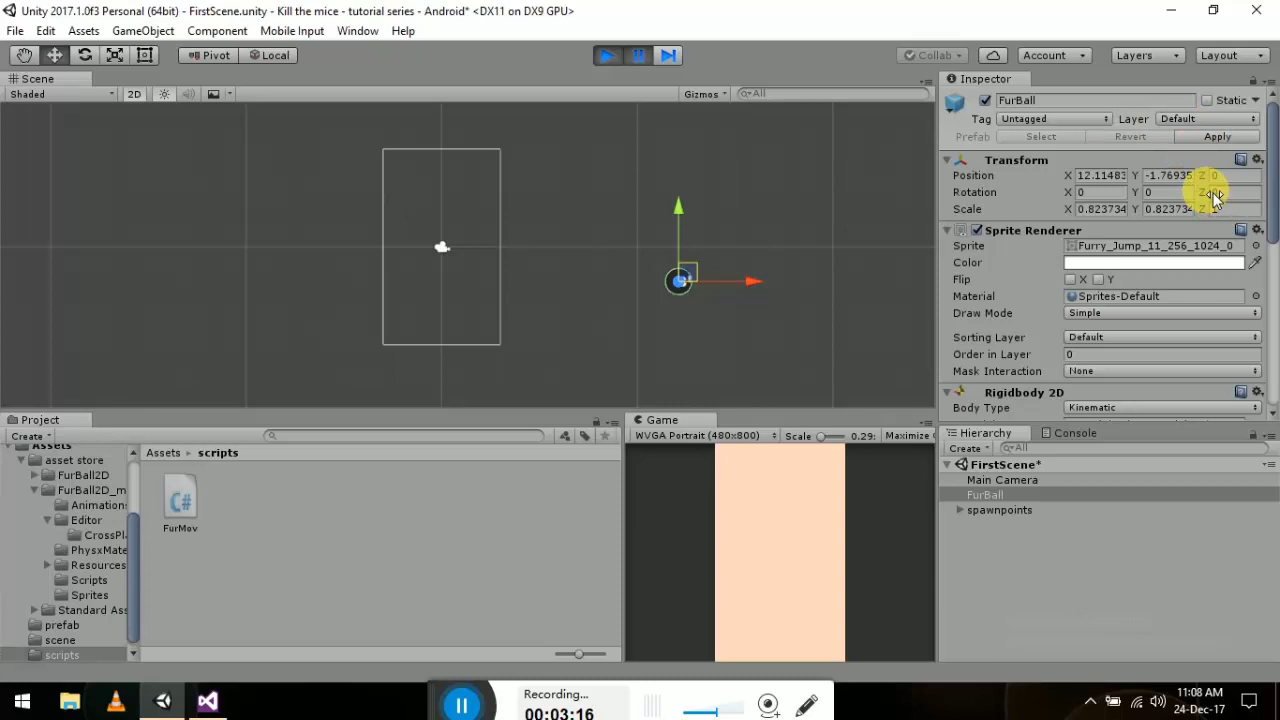 Unity 2017.1.0f3 Personal (64bit) - FirstScene.unity - Kill the mice - tutorial series - Android* <DX11 on DX9 GPU>
File Edit Assets GameObject Component Mobile Input Window Help
Pivot Local Collab Account Layers Layout
Scene
Shaded 2D Gizmos All
Inspector
FurBall Static
Tag Untagged Layer Default
Prefab Select Revert Apply
Transform
Position X 12.11483 Y -1.76935 Z 0
Rotation X 0 Y 0 Z
Scale X 0.823734 Y 0.823734 Z
Sprite Renderer
Sprite Furry_Jump_11_256_1024_0
Color
Flip X Y
Material Sprites-Default
Draw Mode Simple
Sorting Layer Default
Order in Layer 0
Mask Interaction None
Rigidbody 2D
Body Type Kinematic
Project
Create
Assets
asset store
FurBall2D
FurBall2D_m
Animation
Editor
CrossPl
PhysxMate
Resources
Scripts
Sprites
Standard Ass
prefab
scene
scripts
Assets scripts
C#
FurMov
Game
WVGA Portrait (480x800) Scale 0.29: Maximize
Hierarchy Console
Create All
FirstScene*
Main Camera
FurBall
spawnpoints
Recording...
00:03:16
11:08 AM
24-Dec-17